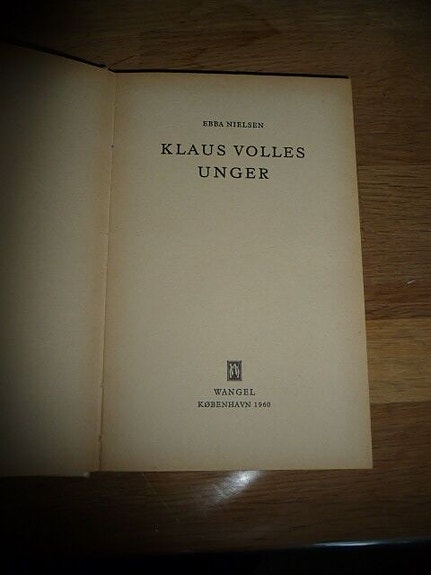 EBBA NIELSEN
KLAUS VOLLES
UNGER
WANGEL
KØBENHAVN 1960